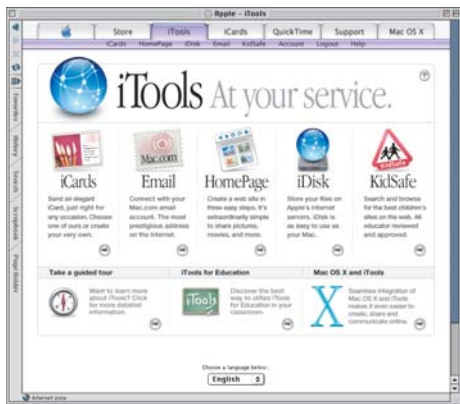 Apple - iTools
Store
iTools
iCards
QuickTime
Support
Mac OS X
iCards HomePage iDisk Email KidSafe Account Logout Help
Favorites
History
Search
Scrapbook
Page Holder
iTools At your service.
Mac.com
KidSafe
iCards
Send an elegant
iCard, just right for
any occasion. Choose
one of ours or create
your very own.
Email
Connect with your
Mac.com email
account. The most
prestigious address
on the Internet.
HomePage
Create a web site in
three easy steps. It's
extraordinarily simple
to share pictures,
movies, and more.
iDisk
Store your files on
Apple's Internet
servers. iDisk is
as easy to use as
your Mac.
KidSafe
Search and browse
for the best children's
sites on the web. All
educator reviewed
and approved.
Take a guided tour
Want to learn more
about iTools? Click
for more detailed
information.
iTools for Education
iTools
Discover the best
way to utilize iTools
for Education in your
classroom.
Mac OS X and iTools
X
Seamless integration of
Mac OS X and iTools
makes it even easier to
create, share and
communicate online.
Choose a language below:
English
Internet zone